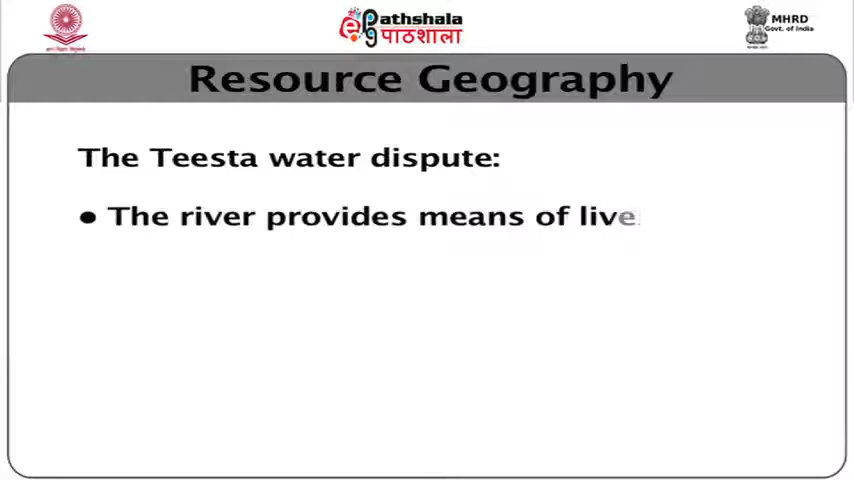 ePathshala
पाठशाला
MHRD
Govt. of India
Resource Geography
The Teesta water dispute:
● The river provides means of live